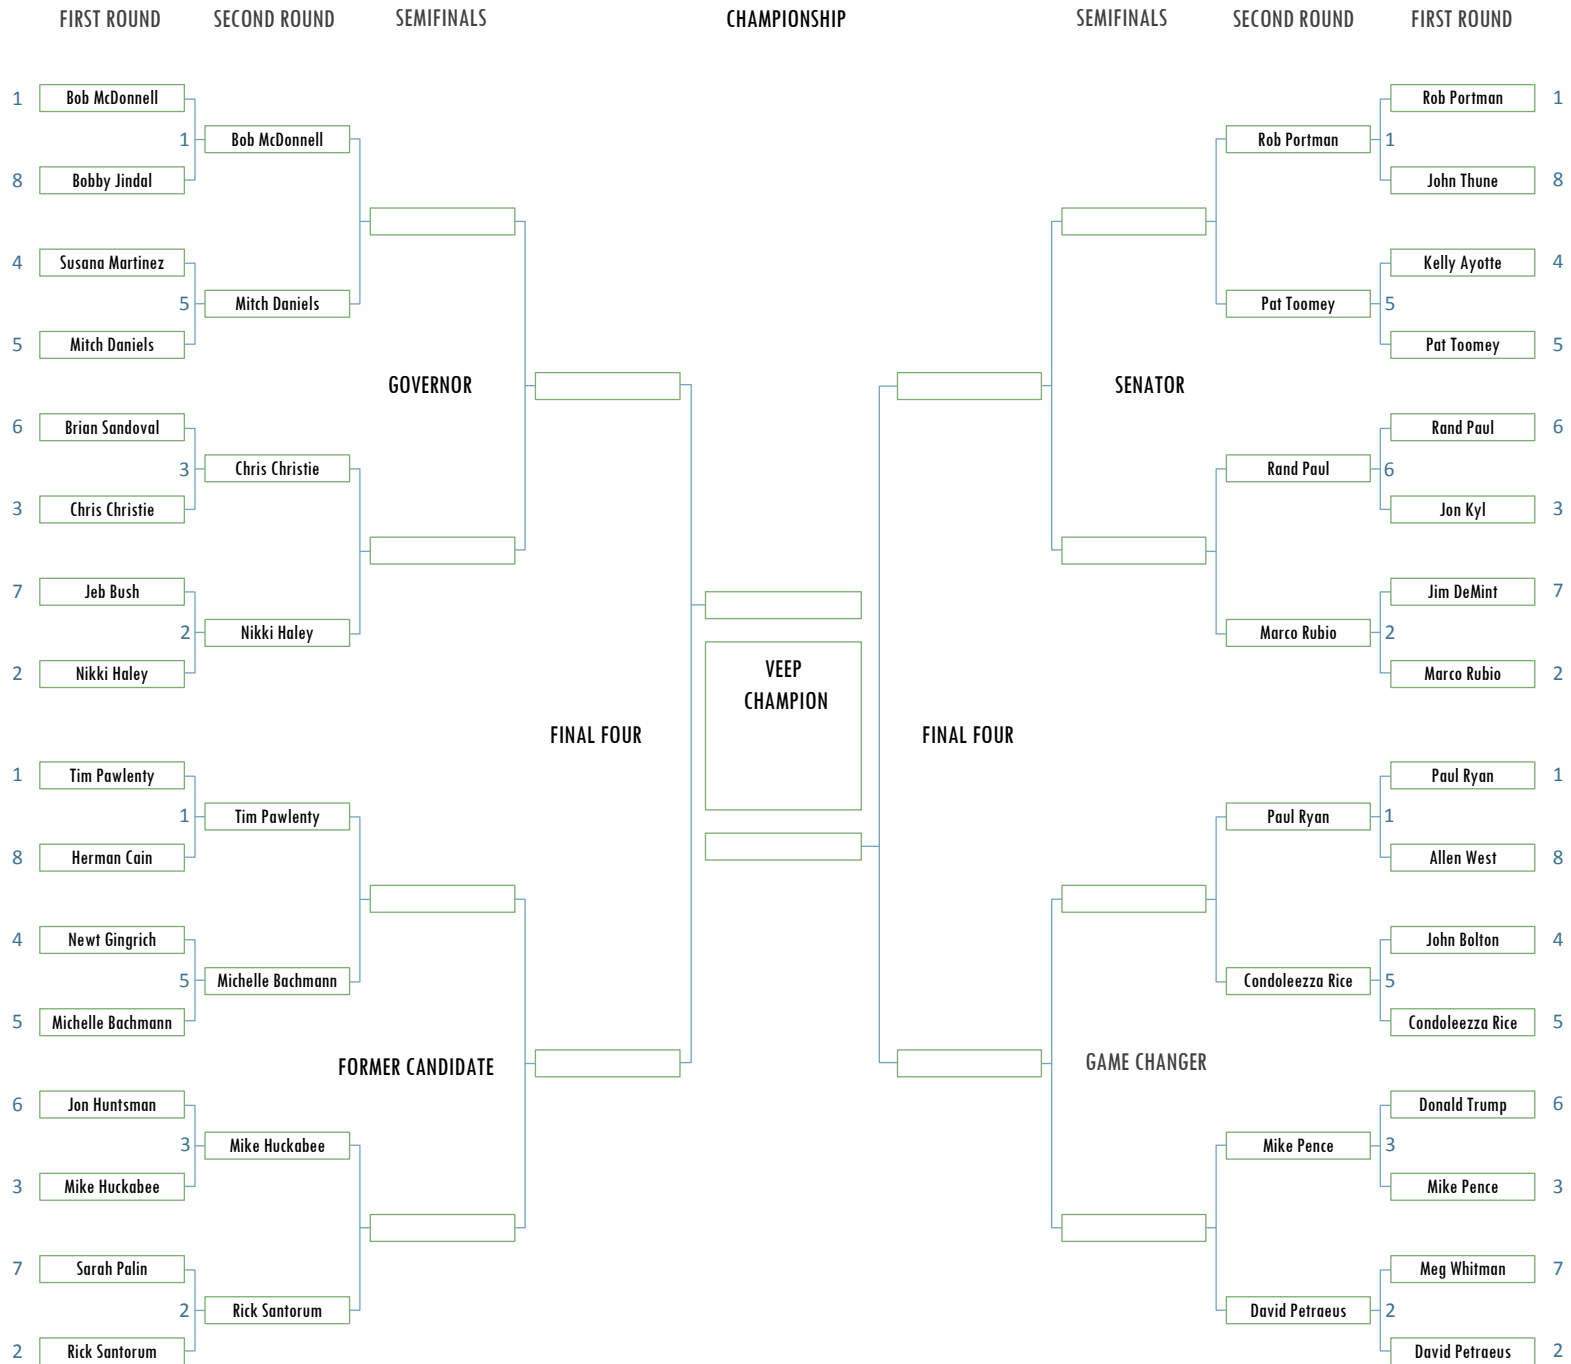 FIRST ROUND SECOND ROUND SEMIFINALS CHAMPIONSHIP SEMIFINALS SECOND ROUND FIRST ROUND
1 Bob McDonnell Rob Portman 1
1 Bob McDonnell Rob Portman 1
8 Bobby Jindal John Thune 8
4 Susana Martinez Kelly Ayotte 4
5 Mitch Daniels Pat Toomey 5
5 Mitch Daniels Pat Toomey 5
GOVERNOR SENATOR
6 Brian Sandoval Rand Paul 6
3 Chris Christie Rand Paul 6
3 Chris Christie Jon Kyl 3
7 Jeb Bush Jim DeMint 7
2 Nikki Haley Marco Rubio 2
2 Nikki Haley Marco Rubio 2
VEEP
CHAMPION
FINAL FOUR FINAL FOUR
1 Tim Pawlenty Paul Ryan 1
1 Tim Pawlenty Paul Ryan 1
8 Herman Cain Allen West 8
4 Newt Gingrich John Bolton 4
5 Michelle Bachmann Condoleezza Rice 5
5 Michelle Bachmann Condoleezza Rice 5
FORMER CANDIDATE GAME CHANGER
6 Jon Huntsman Donald Trump 6
3 Mike Huckabee Mike Pence 3
3 Mike Huckabee Mike Pence 3
7 Sarah Palin Meg Whitman 7
2 Rick Santorum David Petraeus 2
2 Rick Santorum David Petraeus 2